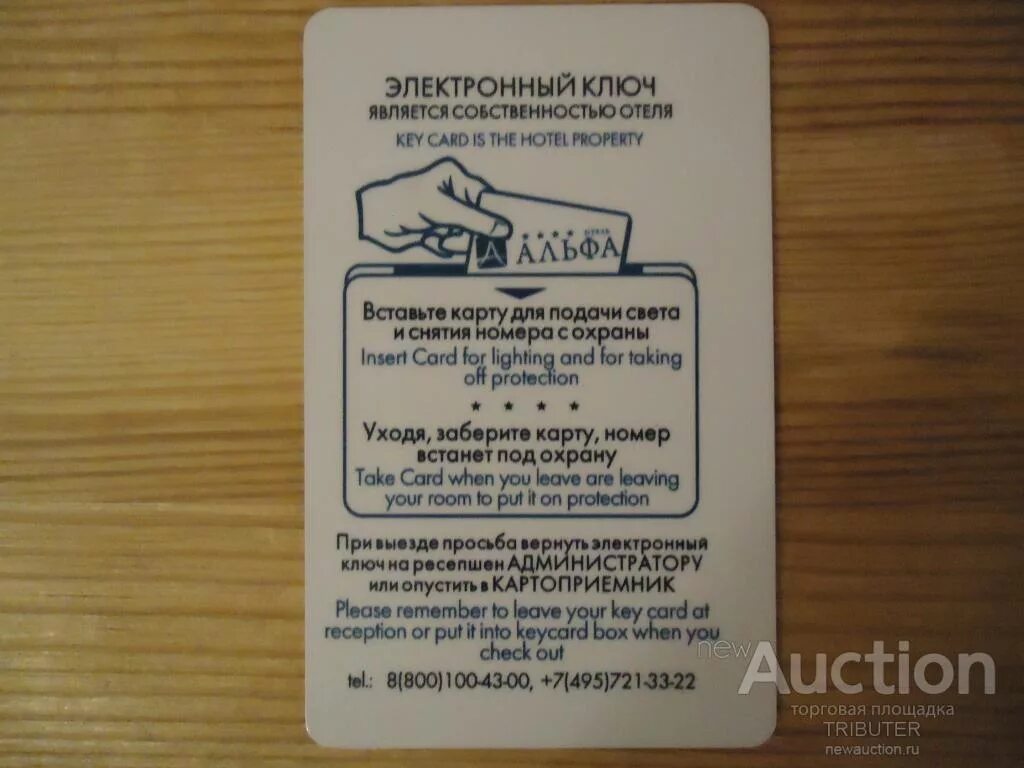 ЭЛЕКТРОННЫЙ КЛЮЧ
ЯВЛЯЕТСЯ СОБСТВЕННОСТЬЮ ОТЕЛЯ
KEY CARD IS THE HOTEL PROPERTY
АЛЬФА
Вставьте карту для подачи света
и снятия номера с охраны
Insert Card for lighting and for taking
off protection
Уходя, заберите карту, номер
встанет под охрану
Take Card when you leave are leaving
your room to put it on protection
При выезде просьба вернуть электронный
ключ на ресепшен АДМИНИСТРАТОРУ
или опустить в КАРТОПРИЕМНИК
Please remember to leave your key card at
reception or put it into keycard box when you
check out
tel.: 8(800)100-43-00, +7(495)721-33-22
newAuction
торговая площадка
TRIBUTER
newauction.ru